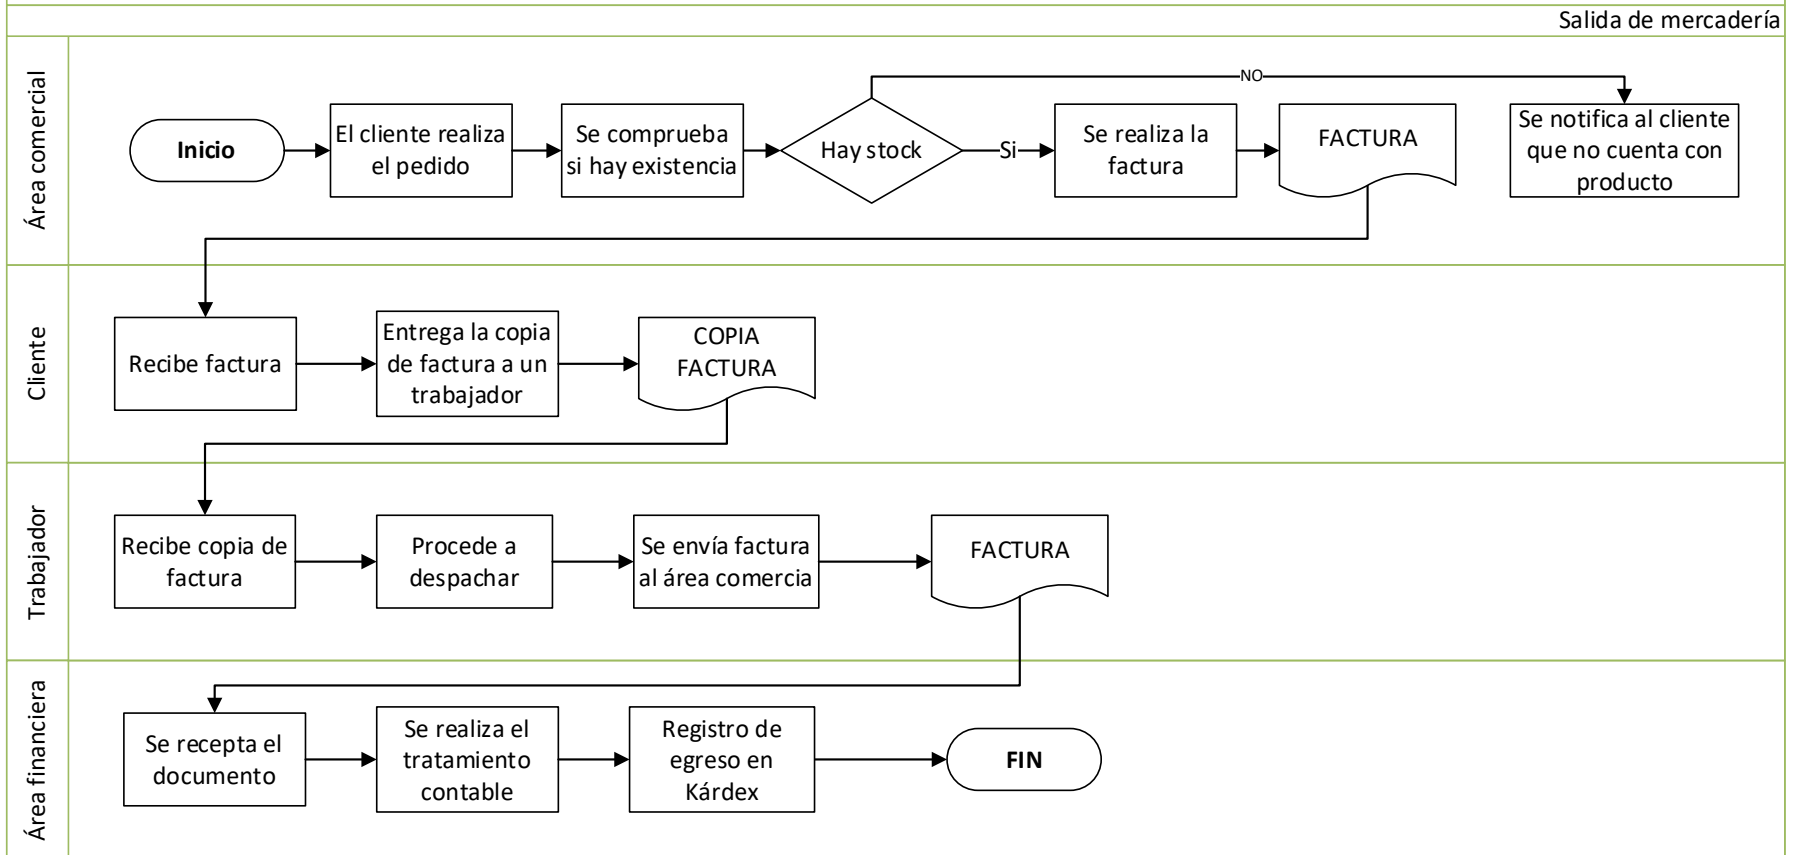 Salida de mercadería
Área comercial
Inicio
El cliente realiza
el pedido
Se comprueba
si hay existencia
Hay stock
Si
NO
Se realiza la
factura
FACTURA
Se notifica al cliente
que no cuenta con
producto
Cliente
Recibe factura
Entrega la copia
de factura a un
trabajador
COPIA
FACTURA
Trabajador
Recibe copia de
factura
Procede a
despachar
Se envía factura
al área comercia
FACTURA
Área financiera
Se recepta el
documento
Se realiza el
tratamiento
contable
Registro de
egreso en
Kárdex
FIN